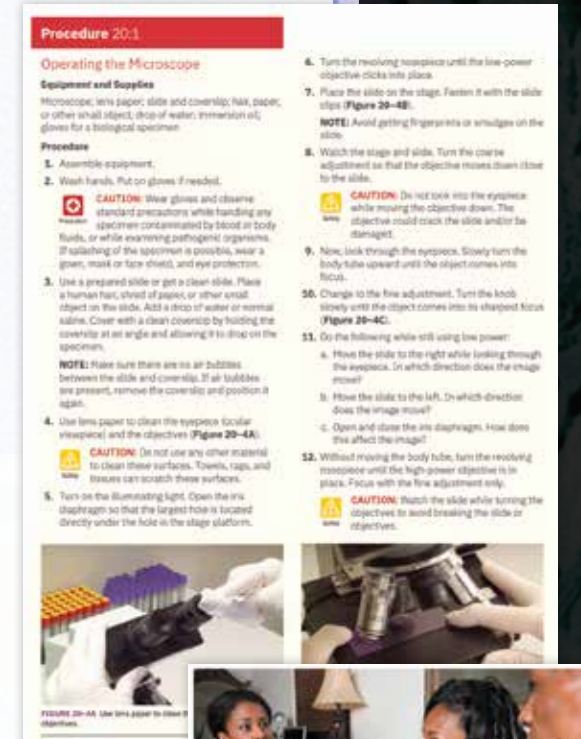 Procedure 20:1
Operating the Microscope
Equipment and Supplies
Microscope; lens paper; slide and coverslip; hair, paper,
or other small object; drop of water; immersion oil;
gloves for a biological specimen
Procedure
1. Assemble equipment.
2. Wash hands. Put on gloves if needed.
CAUTION: Wear gloves and observe
standard precautions while handling any
specimen contaminated by blood or body
fluids, or while examining pathogenic organisms.
If splashing of the specimen is possible, wear a
gown, mask or face shield, and eye protection.
3. Use a prepared slide or get a clean slide. Place
a human hair, shred of paper, or other small
object on the slide. Add a drop of water or normal
saline. Cover with a clean coverslip by holding the
coverslip at an angle and allowing it to drop on the
specimen.
NOTE: Make sure there are no air bubbles
between the slide and coverslip. If air bubbles
are present, remove the coverslip and position it
again.
4. Use lens paper to clean the eyepiece (ocular
viewpiece) and the objectives (Figure 20–4A).
CAUTION: Do not use any other material
to clean these surfaces. Towels, rags, and
tissues can scratch these surfaces.
Safety
5. Turn on the illuminating light. Open the iris
diaphragm so that the largest hole is located
directly under the hole in the stage platform.
FIGURE 20–4A Use lens paper to clean
objectives.
6. Turn the revolving nosepiece until the low-power
objective clicks into place.
7. Place the slide on the stage. Fasten it with the slide
clips (Figure 20–4B).
NOTE: Avoid getting fingerprints or smudges on the
slide.
8. Watch the stage and slide. Turn the coarse
adjustment so that the objective moves down close
to the slide.
CAUTION: Do not look into the eyepiece
while moving the objective down. The
objective could crack the slide and/or be
damaged.
Safety
9. Now, look through the eyepiece. Slowly turn the
body tube upward until the object comes into
focus.
10. Change to the fine adjustment. Turn the knob
slowly until the object comes into its sharpest focus
(Figure 20–4C).
11. Do the following while still using low power:
a. Move the slide to the right while looking through
the eyepiece. In which direction does the image
move?
b. Move the slide to the left. In which direction
does the image move?
c. Open and close the iris diaphragm. How does
this affect the image?
12. Without moving the body tube, turn the revolving
nosepiece until the high-power objective is in
place. Focus with the fine adjustment only.
CAUTION: Watch the slide while turning the
objectives to avoid breaking the slide or
objectives.
Safety